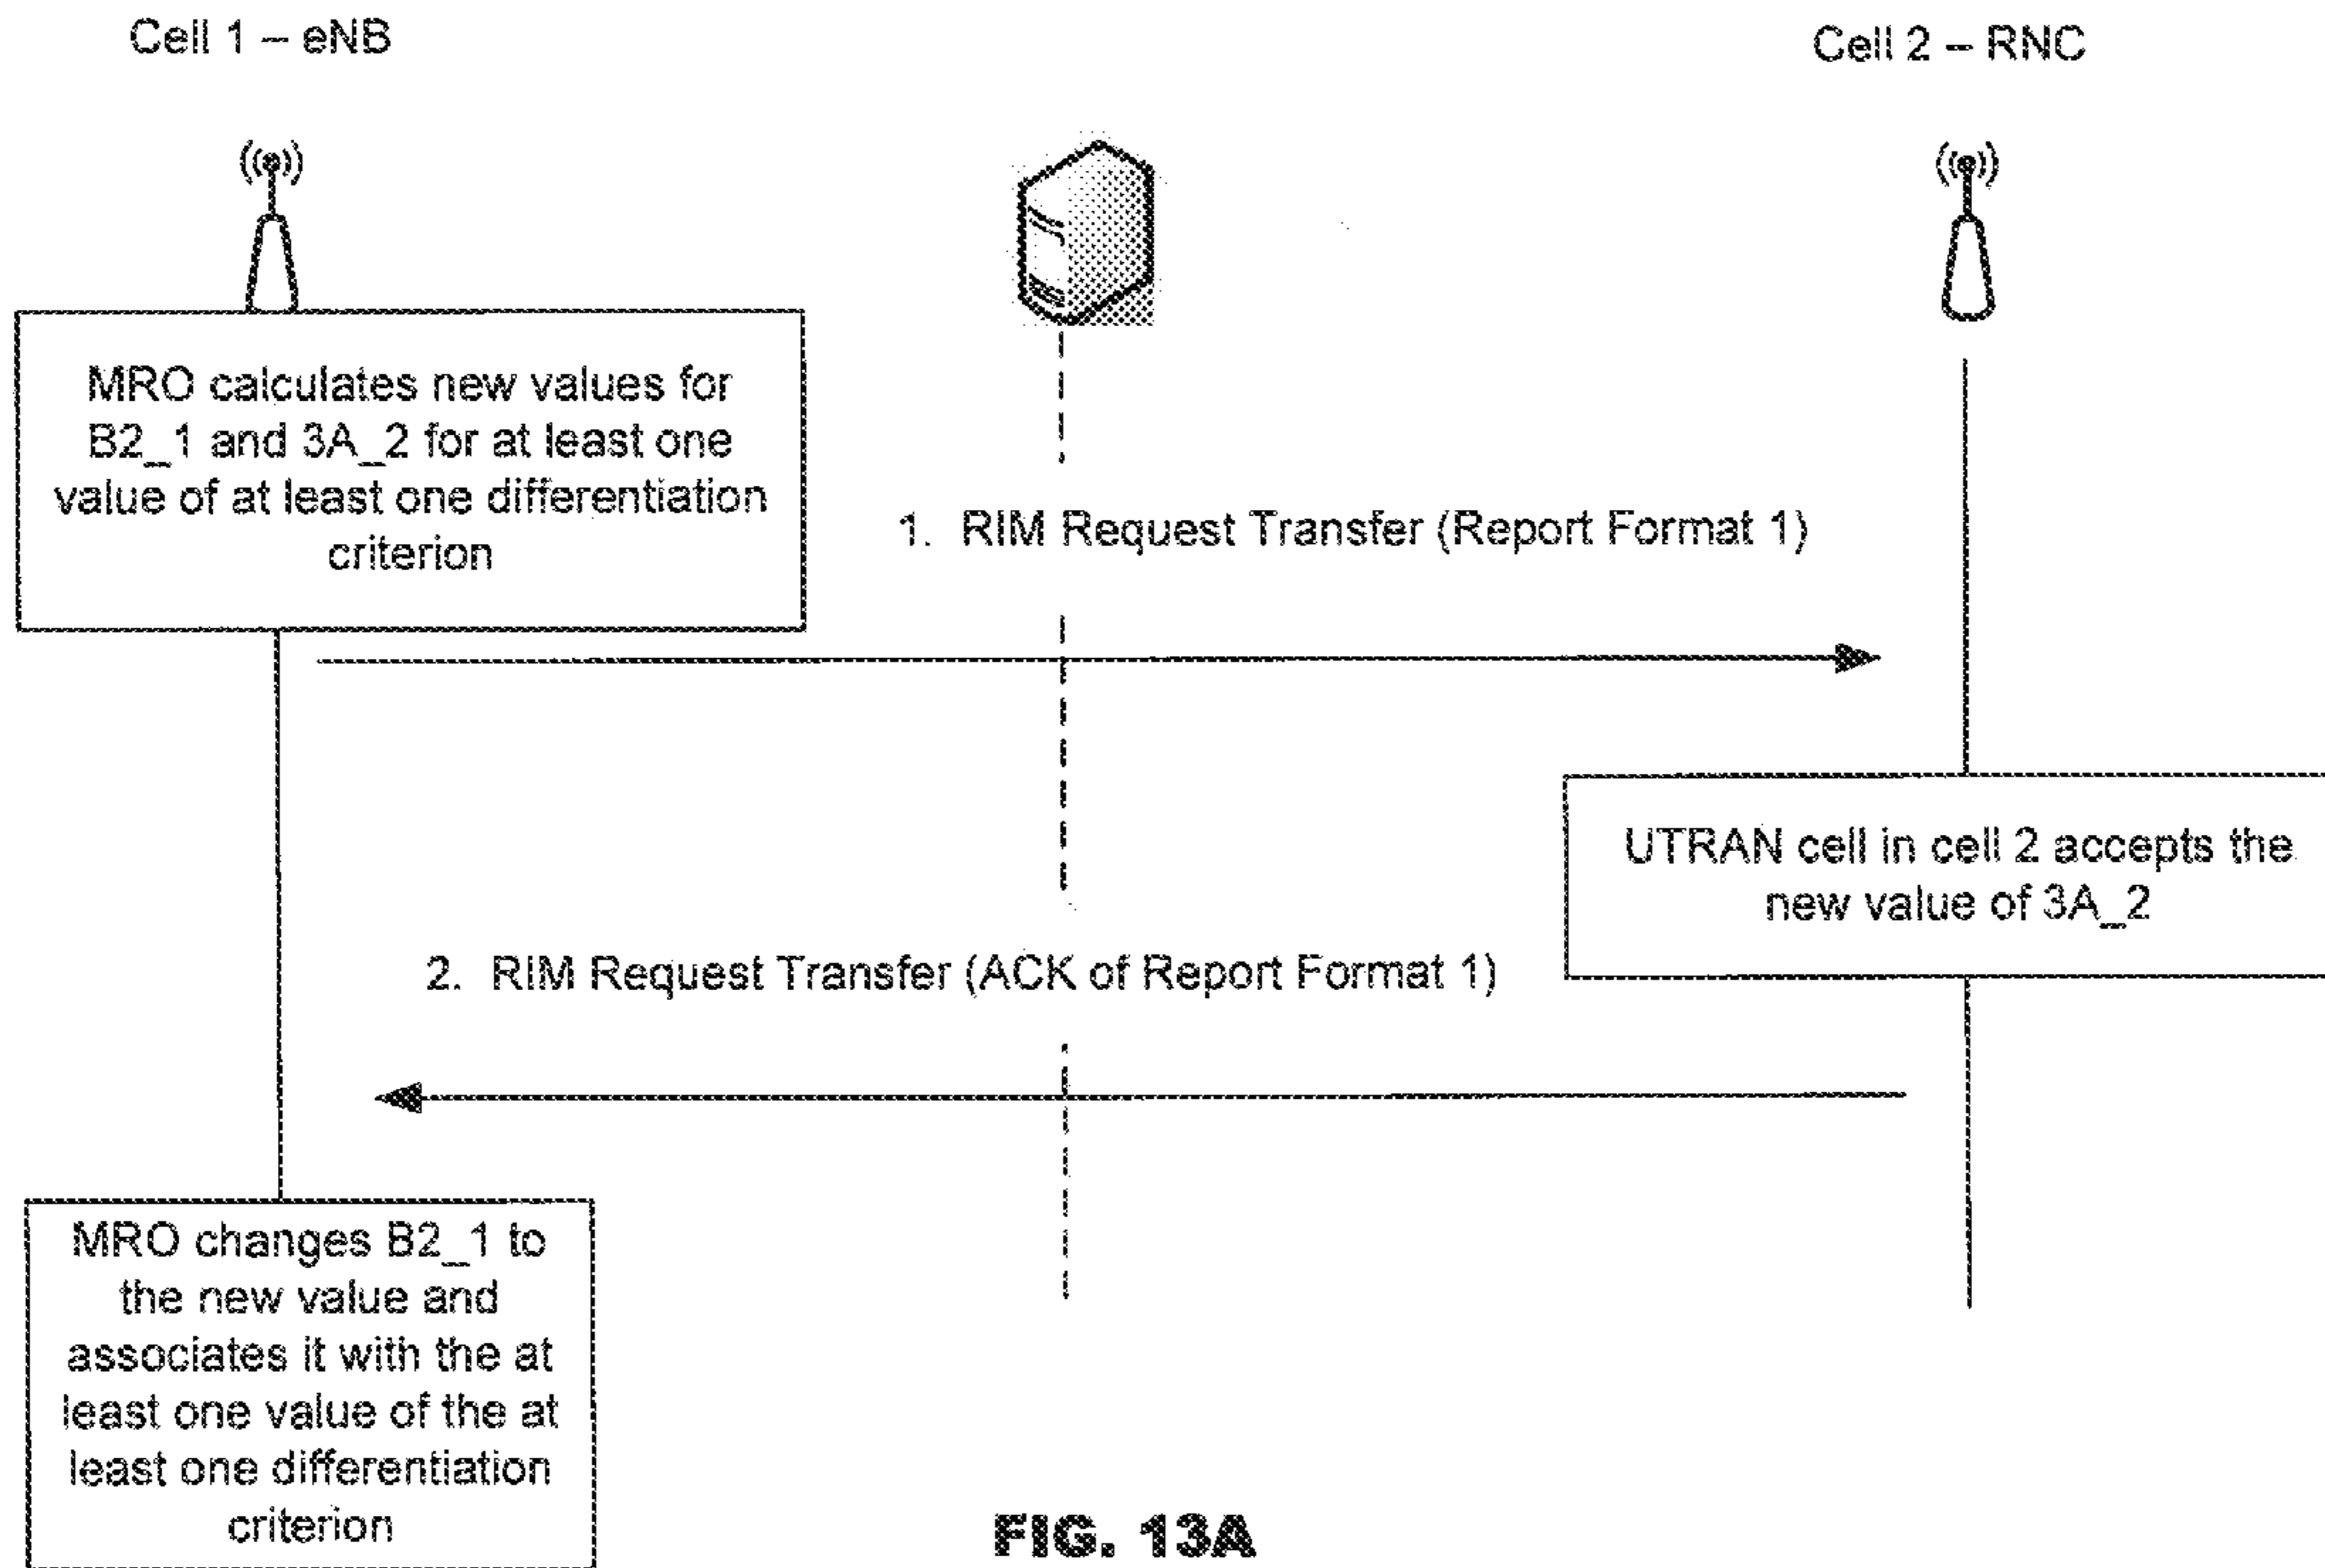 Cell 1 – eNB
Cell 2 – RNC
MRO calculates new values for
B2_1 and 3A_2 for at least one
value of at least one differentiation
criterion
1. RIM Request Transfer (Report Format 1)
UTRAN cell in cell 2 accepts the
new value of 3A_2
2. RIM Request Transfer (ACK of Report Format 1)
MRO changes B2_1 to
the new value and
associates it with the at
least one value of the at
least one differentiation
criterion
FIG. 13A